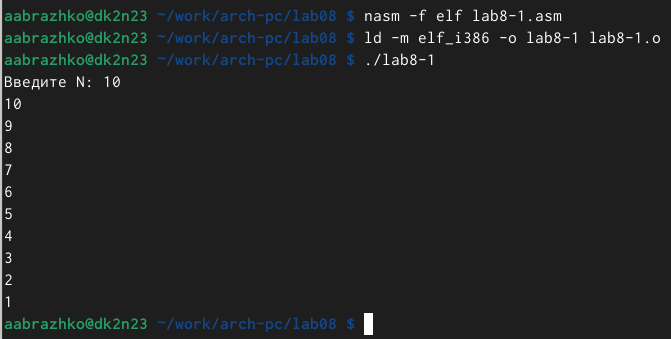 aabrazhko@dk2n23 ~/work/arch-pc/lab08 $ nasm -f elf lab8-1.asm
aabrazhko@dk2n23 ~/work/arch-pc/lab08 $ ld -m elf_i386 -o lab8-1 lab8-1.o
aabrazhko@dk2n23 ~/work/arch-pc/lab08 $ ./lab8-1
Введите N: 10
10
9
8
7
6
5
4
3
2
1
aabrazhko@dk2n23 ~/work/arch-pc/lab08 $